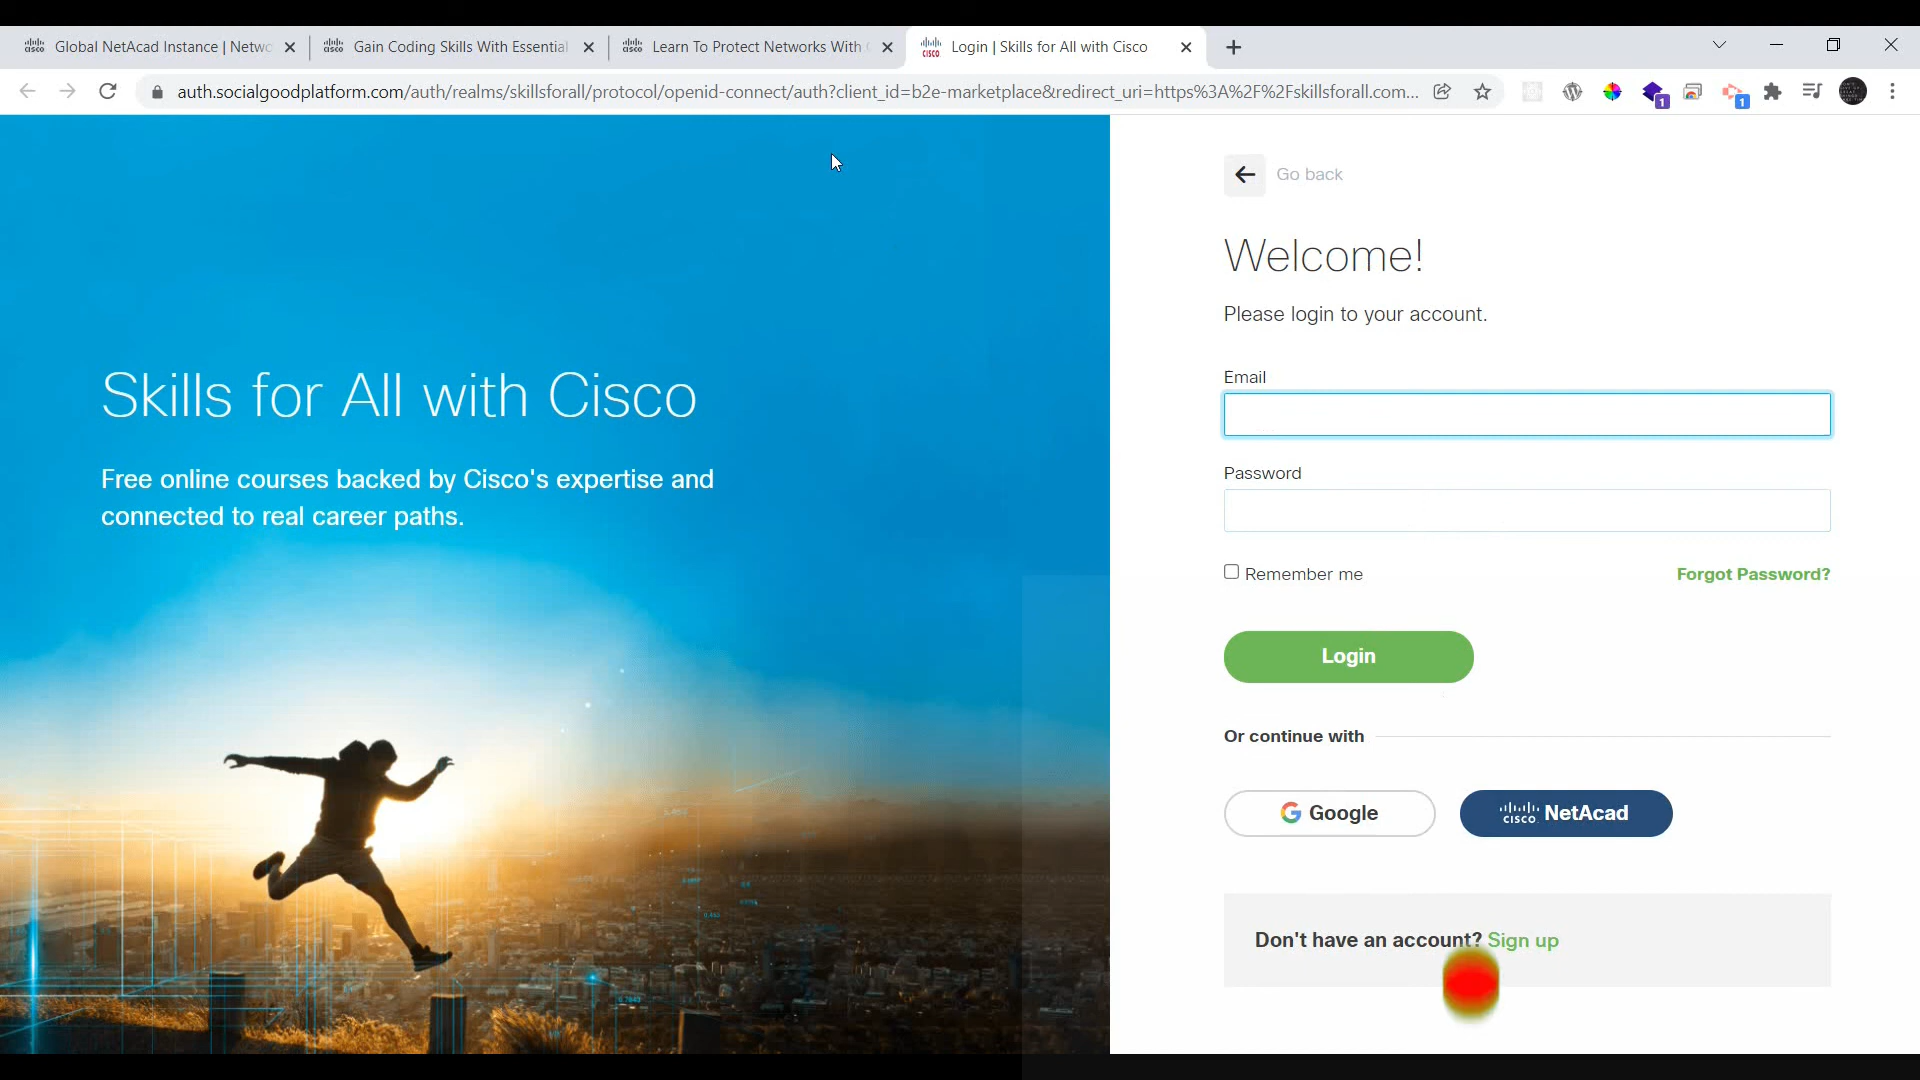 Global NetAcad Instance | Netwo
Gain Coding Skills With Essential
Learn To Protect Networks With C
Login | Skills for All with Cisco
auth.socialgoodplatform.com/auth/realms/skillsforall/protocol/openid-connect/auth?client_id=b2e-marketplace&redirect_uri=https%3A%2F%2Fskillsforall.com...
1
1
Go back
Welcome!
Please login to your account.
Skills for All with Cisco
Free online courses backed by Cisco's expertise and
connected to real career paths.
Email
Password
Remember me
Forgot Password?
Login
Or continue with
Google
CISCO NetAcad
Don't have an account? Sign up